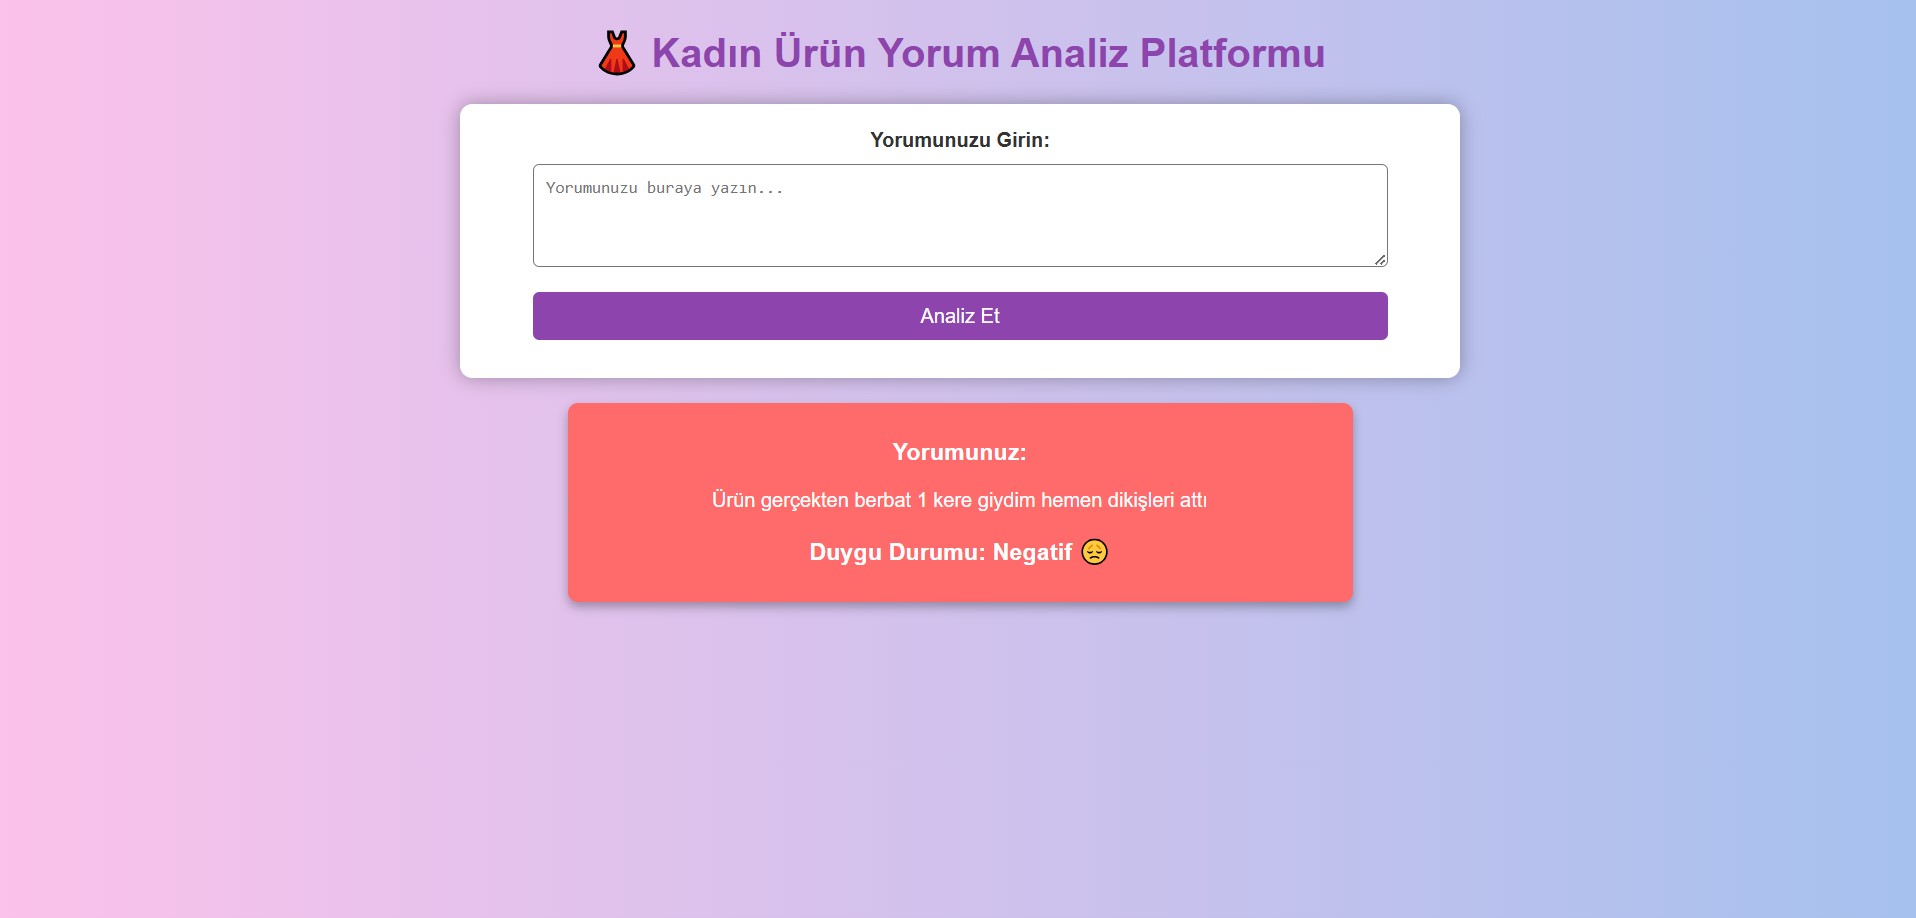 Kadın Ürün Yorum Analiz Platformu
Yorumunuzu Girin:
Yorumunuzu buraya yazın...
Analiz Et
Yorumunuz:
Ürün gerçekten berbat 1 kere giydim hemen dikişleri attı
Duygu Durumu: Negatif 😔